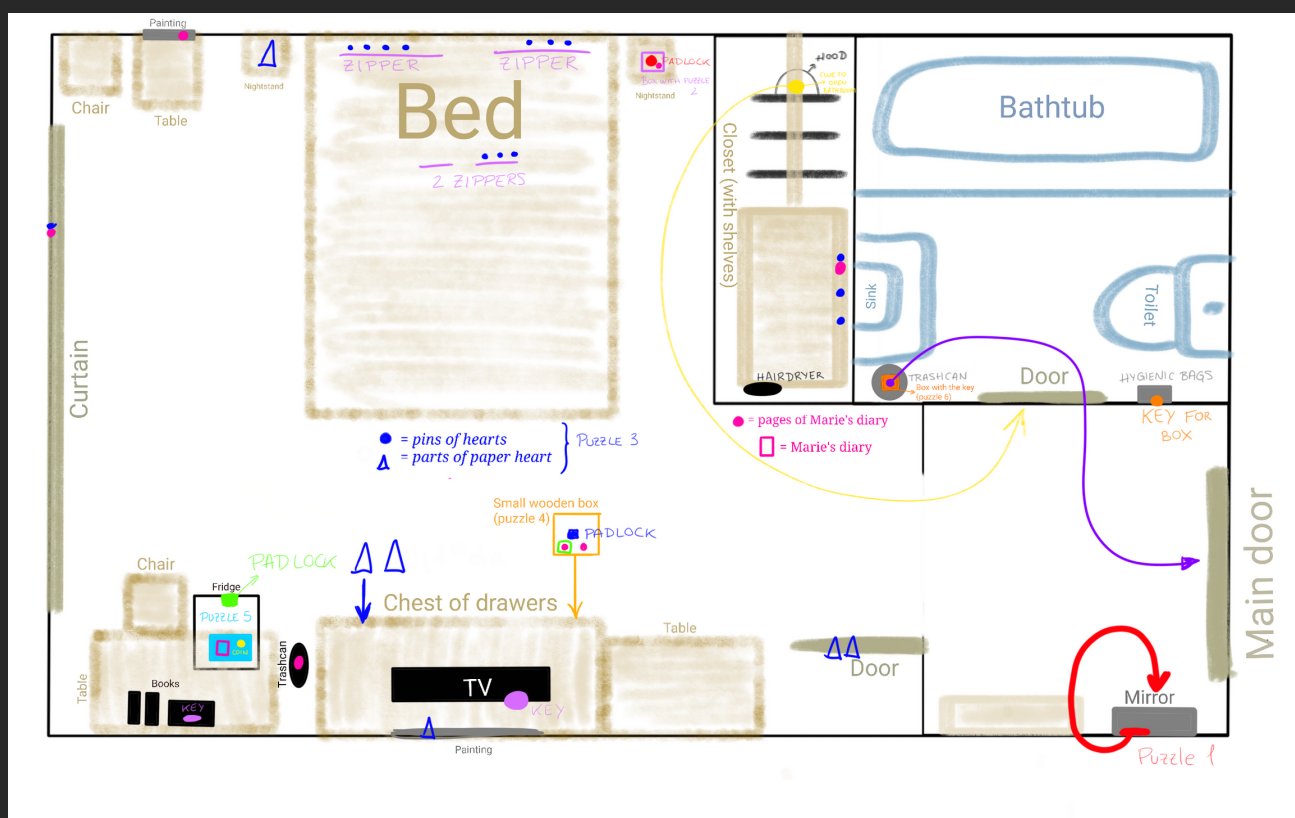 Painting
Chair
Table
Nightstand
ZIPPER
ZIPPER
Bed
2 ZIPPERS
PADLOCK
BOX WITH PUZZLE
2
Nightstand
HOOD
Closet (with shelves)
Bathtub
Sink
Toilet
HAIRDRYER
TRASHCAN
Box with the key
(puzzle 6)
Door
HYGIENIC BAGS
KEY FOR
BOX
Curtain
= pins of hearts
= parts of paper heart
PUZZLE 3
= pages of Marie's diary
= Marie's diary
Small wooden box
(puzzle 4)
PADLOCK
Chair
PADLOCK
Fridge
PUZZLE 5
COIN
Trashcan
Chest of drawers
Table
Table
Books
KEY
TV
KEY
Painting
Door
Main door
Mirror
Puzzle 1